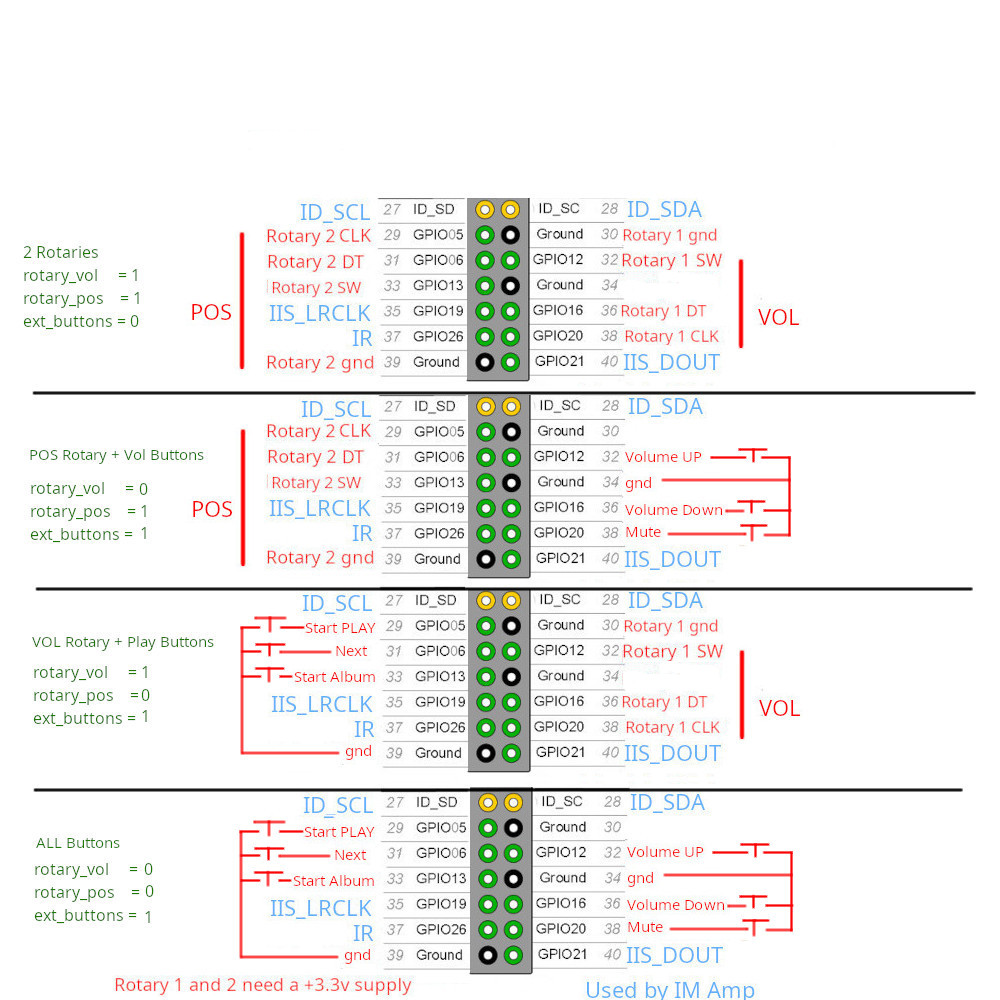 ID_SCL 27 ID_SD ID_SC 28 ID_SDA
2 Rotaries
rotary_vol = 1
rotary_pos = 1
ext_buttons = 0
POS
Rotary 2 CLK 29 GPIO05 Ground 30 Rotary 1 gnd
Rotary 2 DT 31 GPIO06 GPIO12 32 Rotary 1 SW
Rotary 2 SW 33 GPIO13 Ground 34
IIS_LRCLK 35 GPIO19 GPIO16 36 Rotary 1 DT
IR 37 GPIO26 GPIO20 38 Rotary 1 CLK
Rotary 2 gnd 39 Ground GPIO21 40 IIS_DOUT
VOL
ID_SCL 27 ID_SD ID_SC 28 ID_SDA
POS Rotary + Vol Buttons
rotary_vol = 0
rotary_pos = 1
ext_buttons = 1
POS
Rotary 2 CLK 29 GPIO05 Ground 30
Rotary 2 DT 31 GPIO06 GPIO12 32 Volume UP
Rotary 2 SW 33 GPIO13 Ground 34 gnd
IIS_LRCLK 35 GPIO19 GPIO16 36 Volume Down
IR 37 GPIO26 GPIO20 38 Mute
Rotary 2 gnd 39 Ground GPIO21 40 IIS_DOUT
ID_SCL 27 ID_SD ID_SC 28 ID_SDA
VOL Rotary + Play Buttons
rotary_vol = 1
rotary_pos =0
ext_buttons = 1
Start PLAY 29 GPIO05 Ground 30 Rotary 1 gnd
Next 31 GPIO06 GPIO12 32 Rotary 1 SW
Start Album 33 GPIO13 Ground 34
IIS_LRCLK 35 GPIO19 GPIO16 36 Rotary 1 DT
IR 37 GPIO26 GPIO20 38 Rotary 1 CLK
gnd 39 Ground GPIO21 40 IIS_DOUT
VOL
ID_SCL 27 ID_SD ID_SC 28 ID_SDA
ALL Buttons
rotary_vol = 0
rotary_pos = 0
ext_buttons = 1
Start PLAY 29 GPIO05 Ground 30
Next 31 GPIO06 GPIO12 32 Volume UP
Start Album 33 GPIO13 Ground 34 gnd
IIS_LRCLK 35 GPIO19 GPIO16 36 Volume Down
IR 37 GPIO26 GPIO20 38 Mute
gnd 39 Ground GPIO21 40 IIS_DOUT
Rotary 1 and 2 need a +3.3v supply
Used by IM Amp